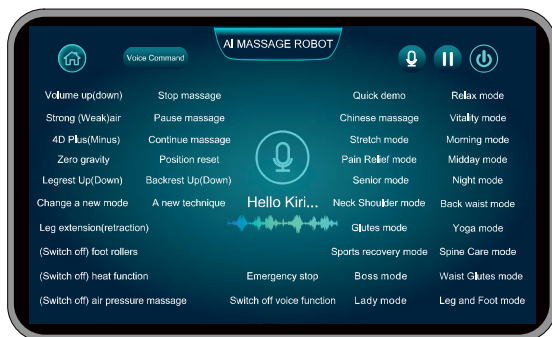 AI MASSAGE ROBOT
Voice Command
Volume up(down) Stop massage Quick demo Relax mode
Strong (Weak)air Pause massage Chinese massage Vitality mode
4D Plus(Minus) Continue massage Stretch mode Morning mode
Zero gravity Position reset Pain Relief mode Midday mode
Legrest Up(Down) Backrest Up(Down) Senior mode Night mode
Change a new mode A new technique Hello Kiri... Neck Shoulder mode Back waist mode
Leg extension(retraction) Glutes mode Yoga mode
(Switch off) foot rollers Sports recovery mode Spine Care mode
(Switch off) heat function Emergency stop Boss mode Waist Glutes mode
(Switch off) air pressure massage Switch off voice function Lady mode Leg and Foot mode